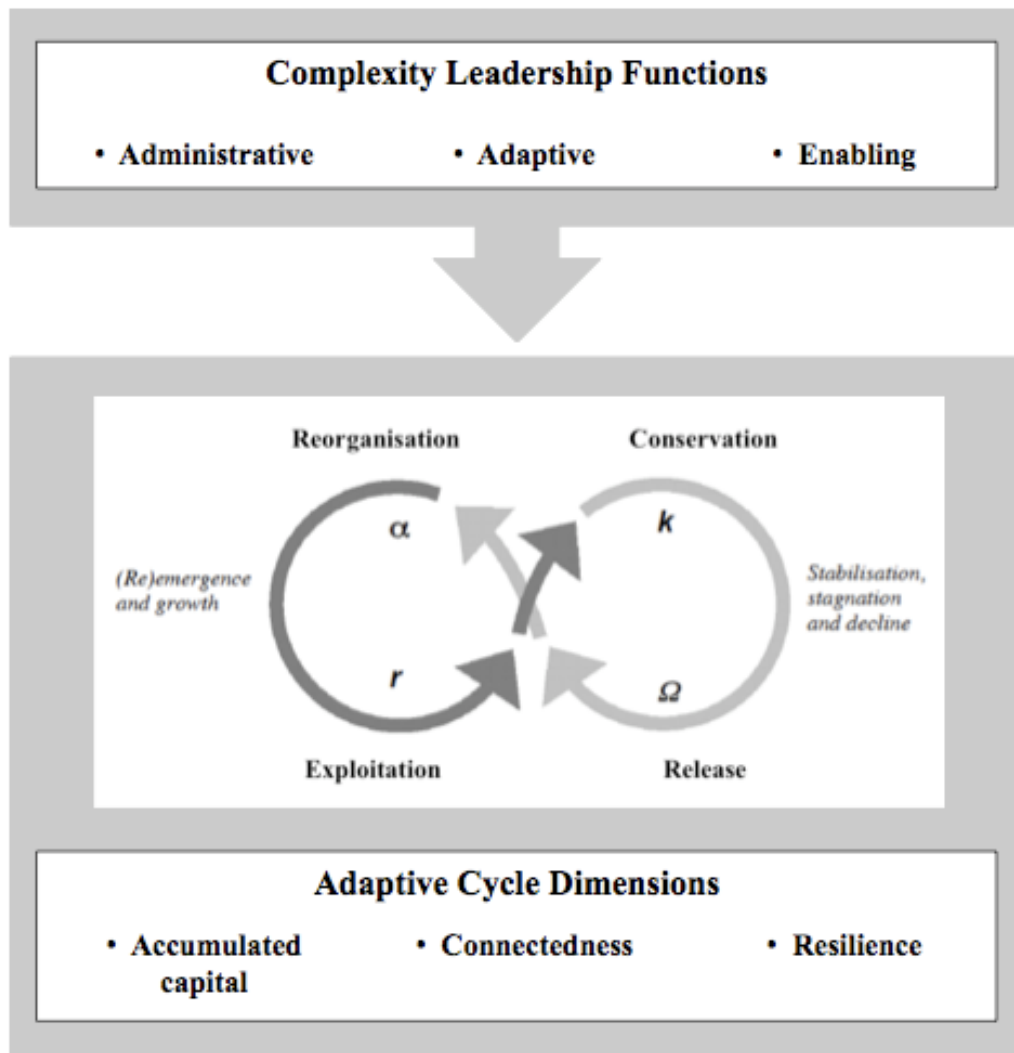 Complexity Leadership Functions
• Administrative • Adaptive • Enabling
Reorganisation Conservation
α k
(Re)emergence
and growth
Stabilisation,
stagnation
and decline
r Ω
Exploitation Release
Adaptive Cycle Dimensions
• Accumulated
capital
• Connectedness
• Resilience